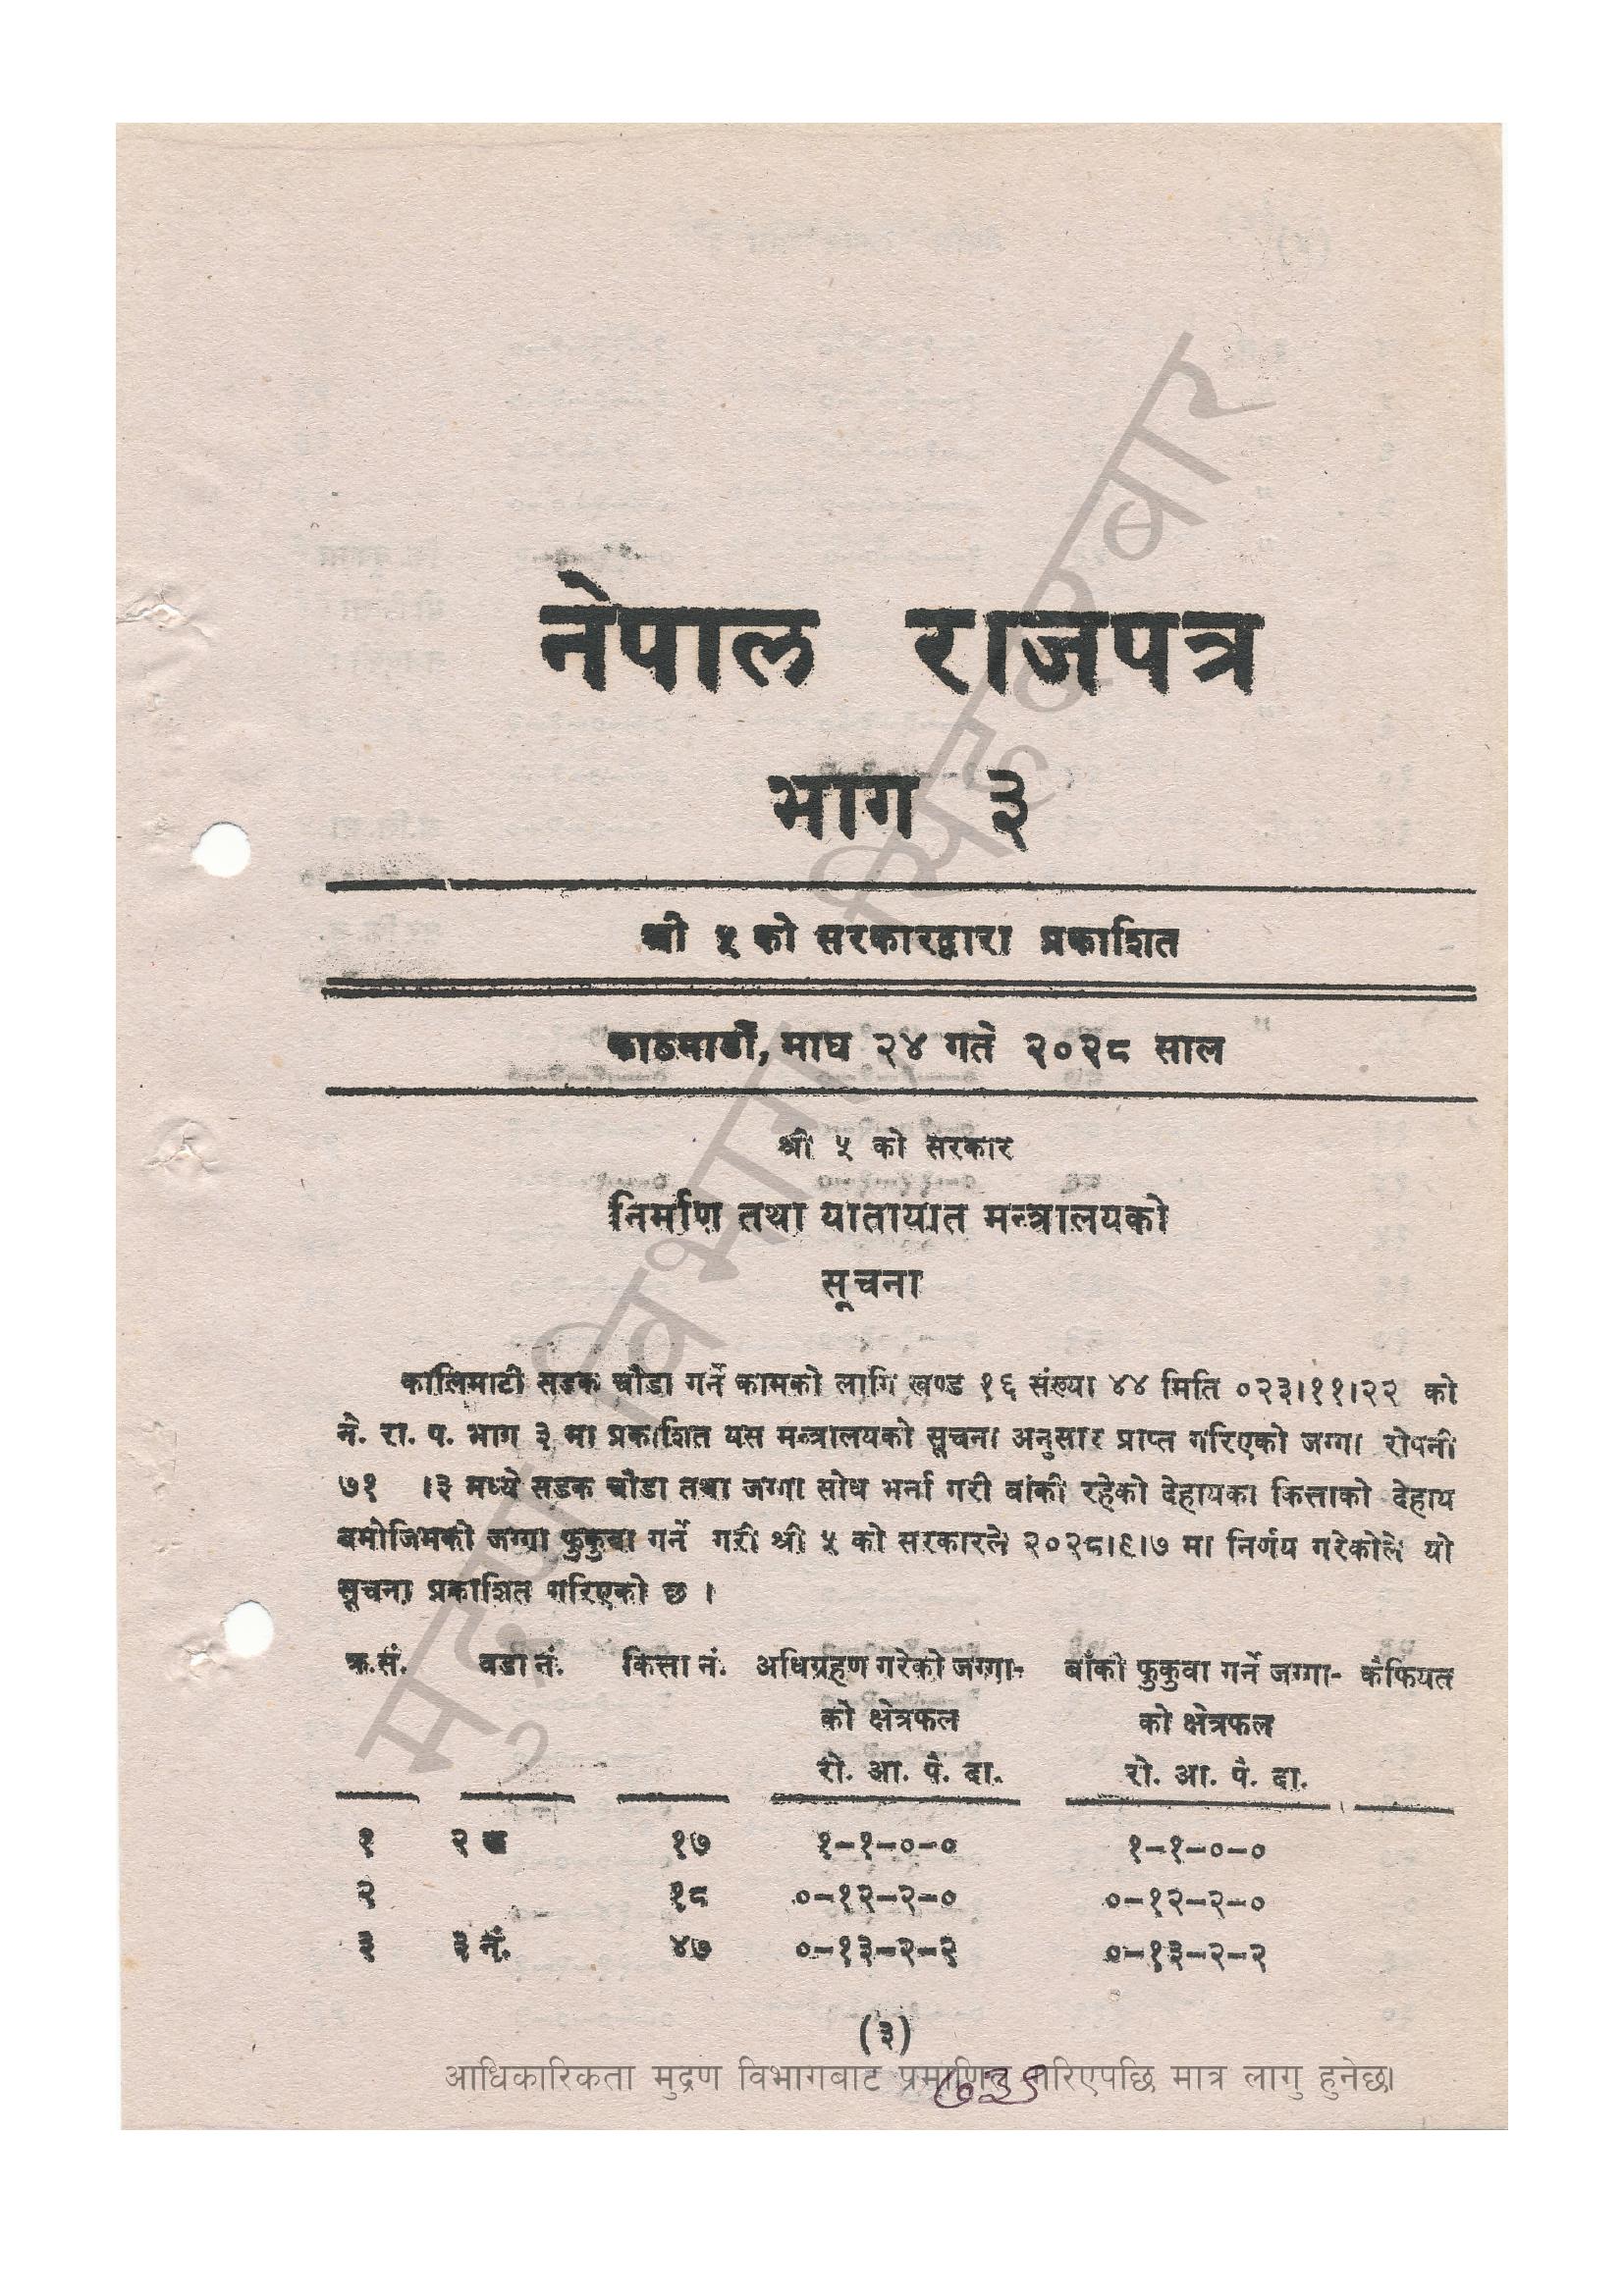 नेपाल राजपत्र
भाग ३
श्री ५ को सरकारद्वारा प्रकाशित
काठमाडौं, माघ २४ गते २०२८ साल
श्री ५ को सरकार
निर्माण तथा यातायात मन्त्रालयको
सूचना
कालिमाटी सडक चौडा गर्ने कामको लागि खण्ड १६ संख्या ४४ मिति ०२३।११।२२ को
ने. रा. प. भाग ३ मा प्रकाशित यस मन्त्रालयको सूचना अनुसार प्राप्त गरिएको जग्गा रोपनी
७१ ।३ मध्ये सडक चौडा तथा जग्गा सोध भर्ना गरी बांकी रहेको देहायका कित्ताको देहाय
बमोजिमको जग्गा फुकुवा गर्ने गरी श्री ५ को सरकारले २०२८।९।७ मा निर्णय गरेकोले यो
सूचना प्रकाशित गरिएको छ ।
क्र.सं. वडा नं. कित्ता नं. अधिग्रहण गरेको जग्गा- बाँकी फुकुवा गर्ने जग्गा- कैफियत
को क्षेत्रफल को क्षेत्रफल
रो. आ. पै. दा. रो. आ. पै. दा.
१ २ १७ १-१-०-० १-१-०-०
२ १८ ०-१२-२-० ०-१२-२-०
३ ३ नं. ४७ ०-१३-२-२ ०-१३-२-२
(३)
आधिकारिकता मुद्रण विभागबाट प्रमाणित गरिएपछि मात्र लागु हुनेछ।
७३९
मुद्रण विभाग, सिंहदरबार